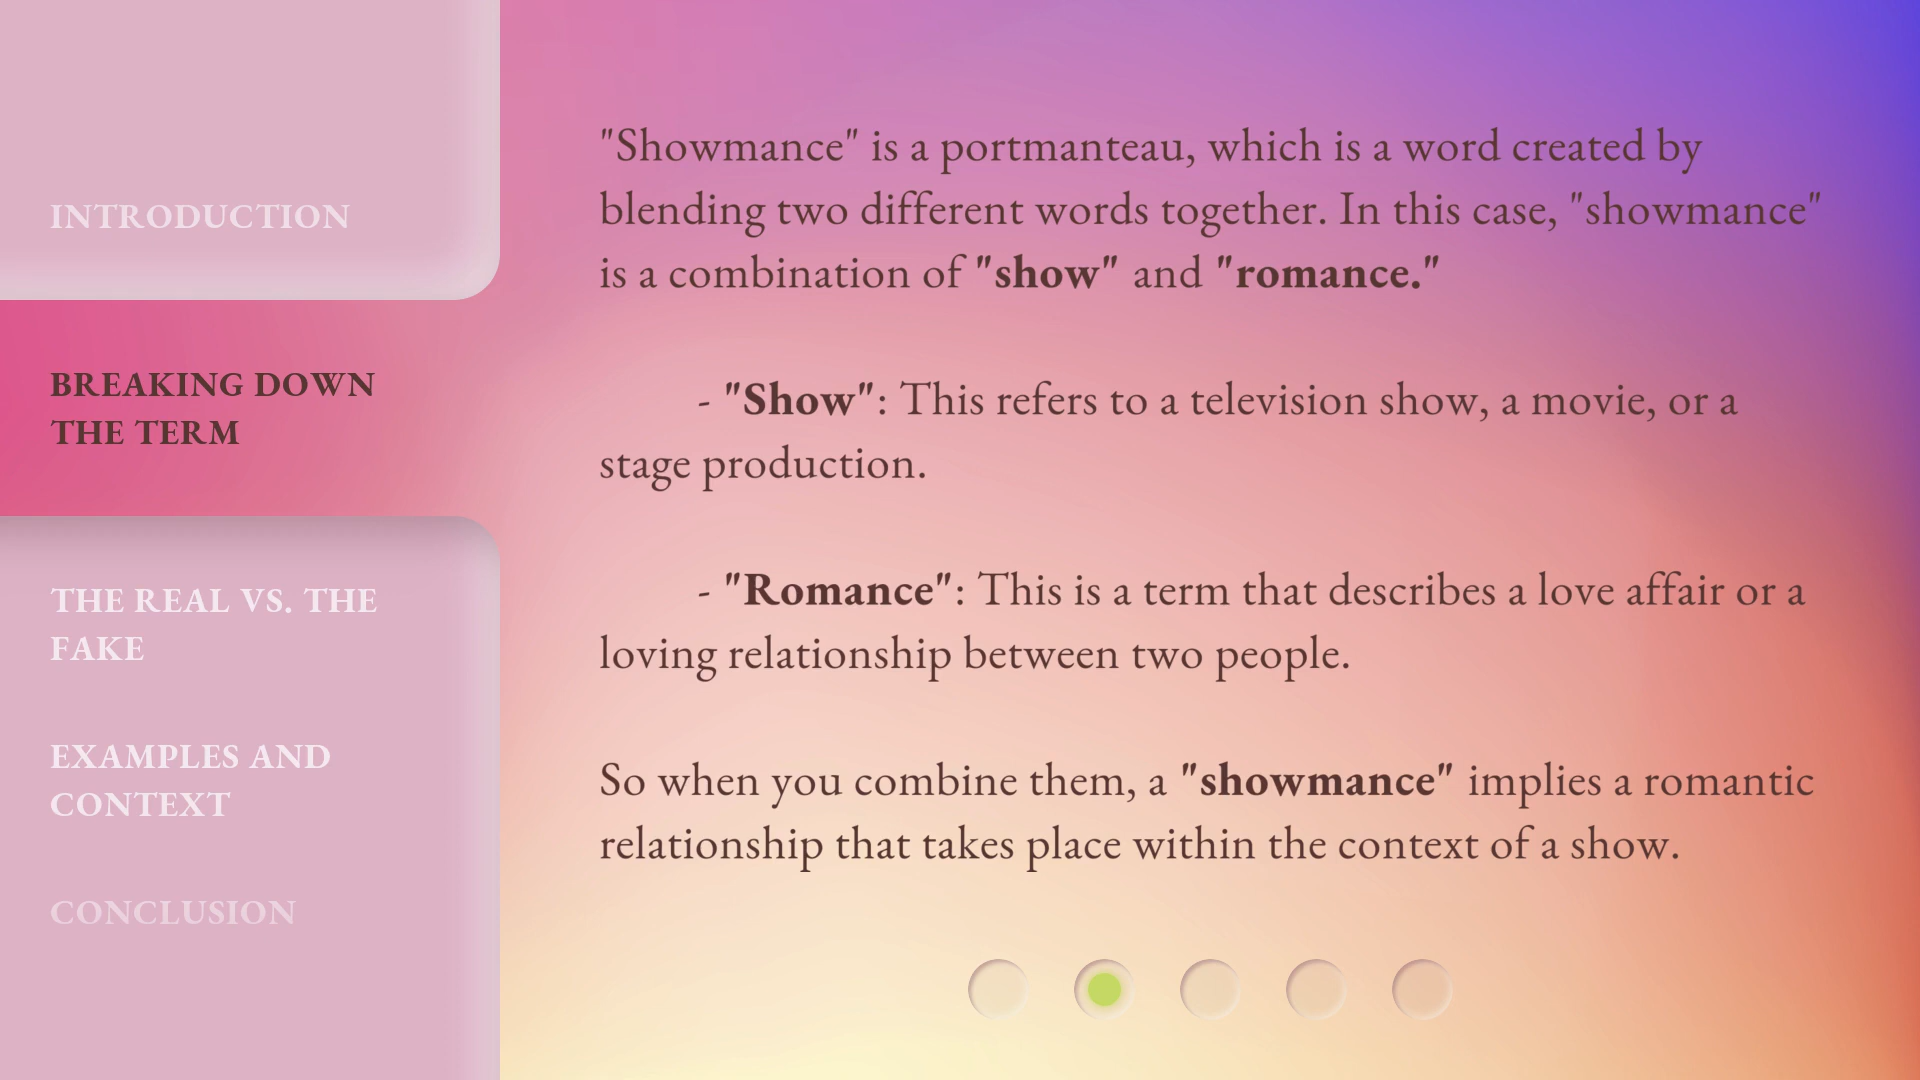 INTRODUCTION
BREAKING DOWN
THE TERM
THE REAL VS. THE
FAKE
EXAMPLES AND
CONTEXT
CONCLUSION
"Showmance" is a portmanteau, which is a word created by
blending two different words together. In this case, "showmance"
is a combination of "show" and "romance."
- "Show": This refers to a television show, a movie, or a
stage production.
- "Romance": This is a term that describes a love affair or a
loving relationship between two people.
So when you combine them, a "showmance" implies a romantic
relationship that takes place within the context of a show.